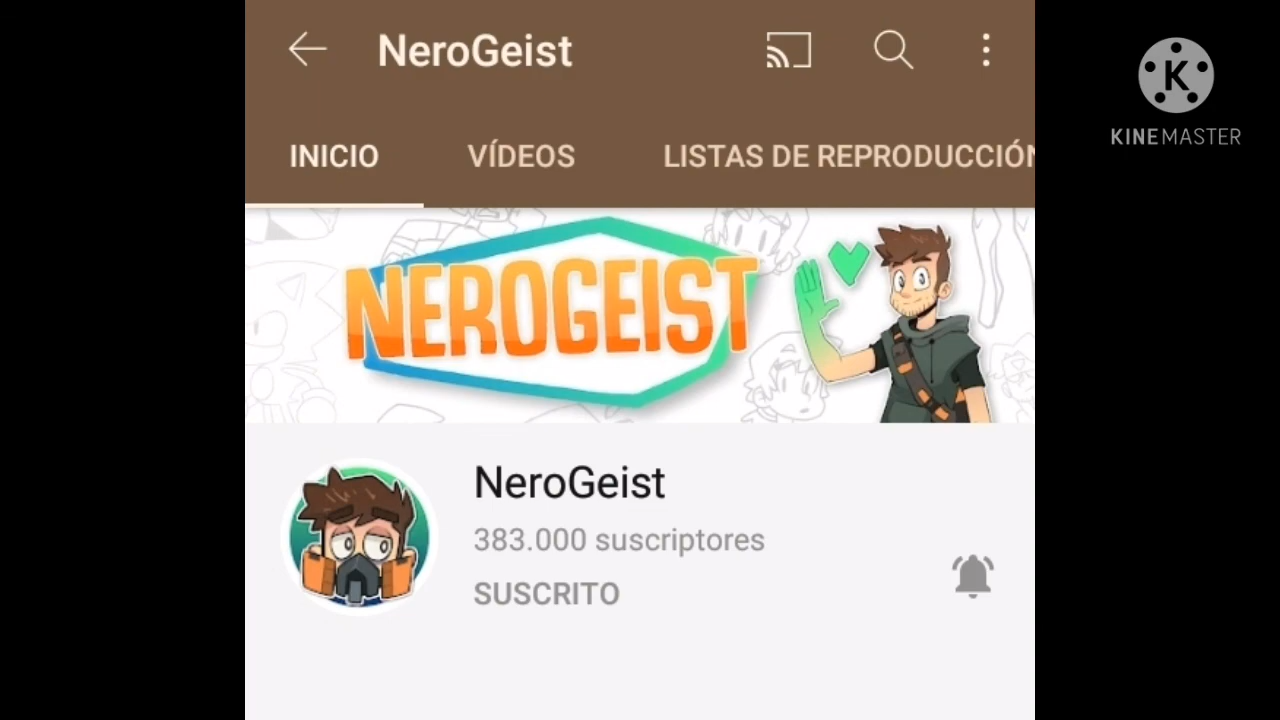 NeroGeist
INICIO VÍDEOS LISTAS DE REPRODUCCIÓN
NEROGEIST
NeroGeist
383.000 suscriptores
SUSCRITO
K
KINEMASTER